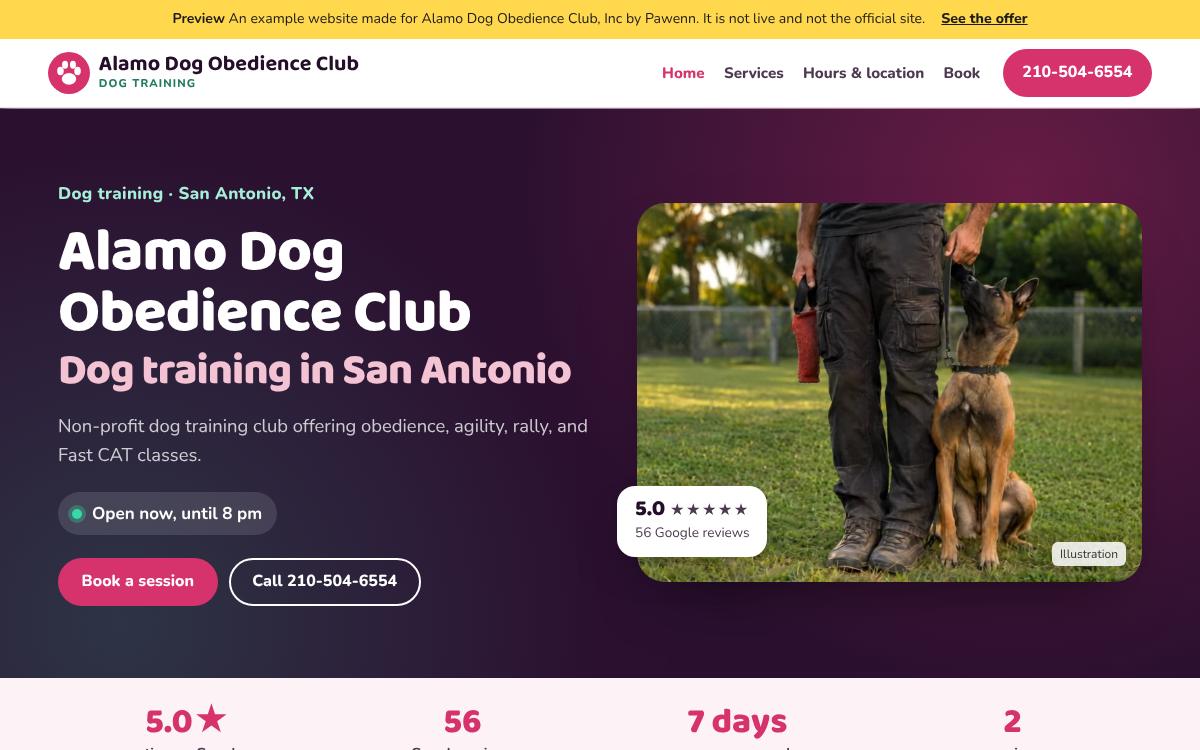 Preview An example website made for Alamo Dog Obedience Club, Inc by Pawenn. It is not live and not the official site. See the offer
Alamo Dog Obedience Club
DOG TRAINING
Home Services Hours & location Book 210-504-6554
Dog training · San Antonio, TX
Alamo Dog
Obedience Club
Dog training in San Antonio
Non-profit dog training club offering obedience, agility, rally, and
Fast CAT classes.
Open now, until 8 pm
Book a session Call 210-504-6554
5.0 ★★★★★
56 Google reviews
Illustration
5.0★ 56 7 days 2